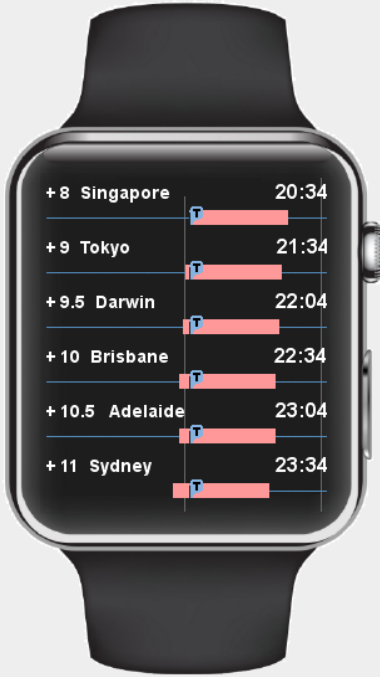 + 8 Singapore 20:34
T
+ 9 Tokyo 21:34
T
+ 9.5 Darwin 22:04
T
+ 10 Brisbane 22:34
T
+ 10.5 Adelaide 23:04
T
+ 11 Sydney 23:34
T